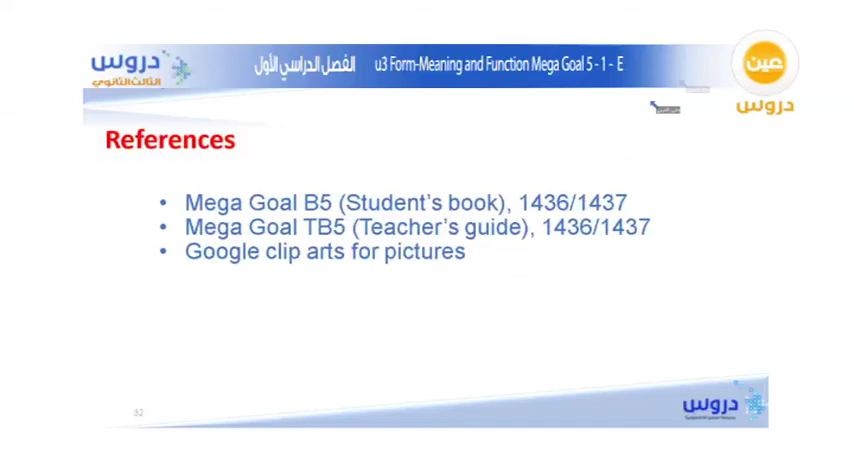 دروس
الثالث الثانوي
الفصل الدراسي الأول
u3 Form-Meaning and Function Mega Goal 5 - 1 - E
عين
دروس
References
• Mega Goal B5 (Student's book), 1436/1437
• Mega Goal TB5 (Teacher's guide), 1436/1437
• Google clip arts for pictures
32
دروس